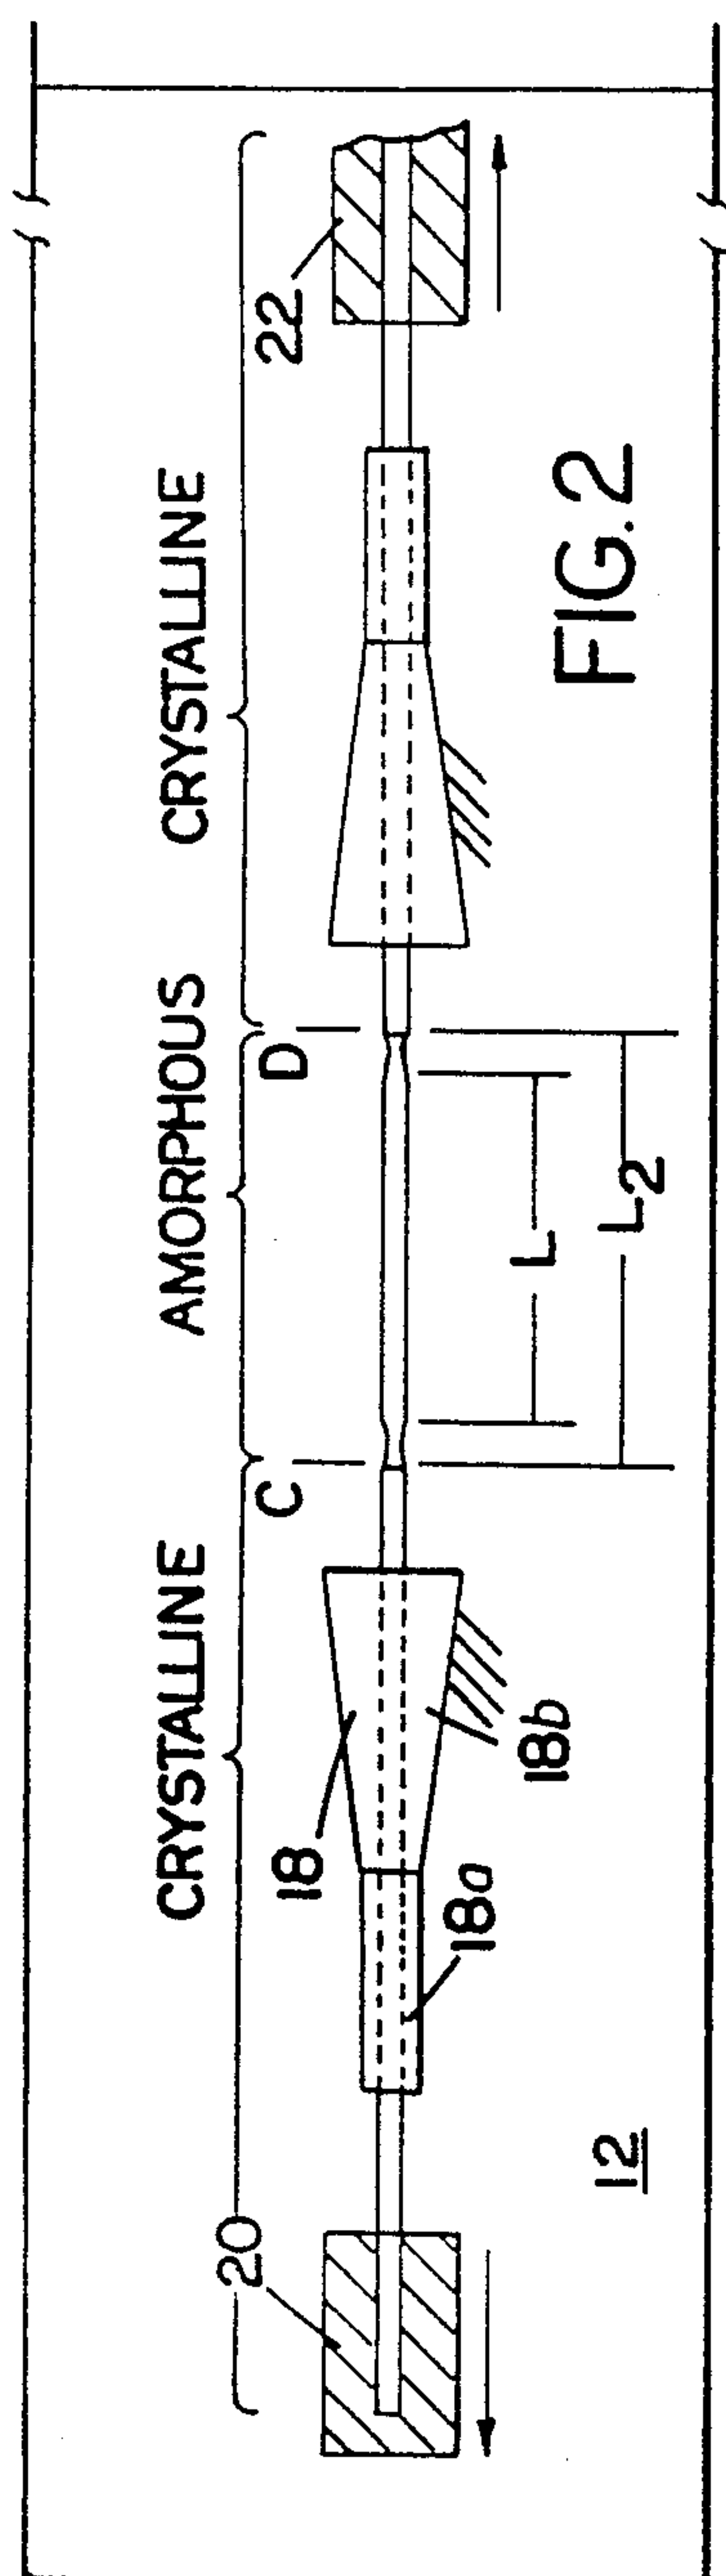 CRYSTALLINE AMORPHOUS CRYSTALLINE
20
C
D
22
18
18a
18b
L
L2
12
FIG. 2